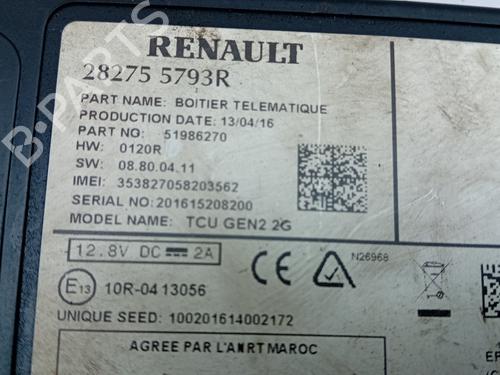 RENAULT
28275 5793R
PART NAME: BOITIER TELEMATIQUE
PRODUCTION DATE: 13/04/16
PART NO: 51986270
HW: 0120R
SW: 08.80.04.11
IMEI: 353827058203562
SERIAL NO: 201615208200
MODEL NAME: TCU GEN2 2G
12.8V DC 2A
CE
N26968
E13 10R-04 13056
UNIQUE SEED: 100201614002172
AGREE PAR L'ANRT MAROC
B-PARTS